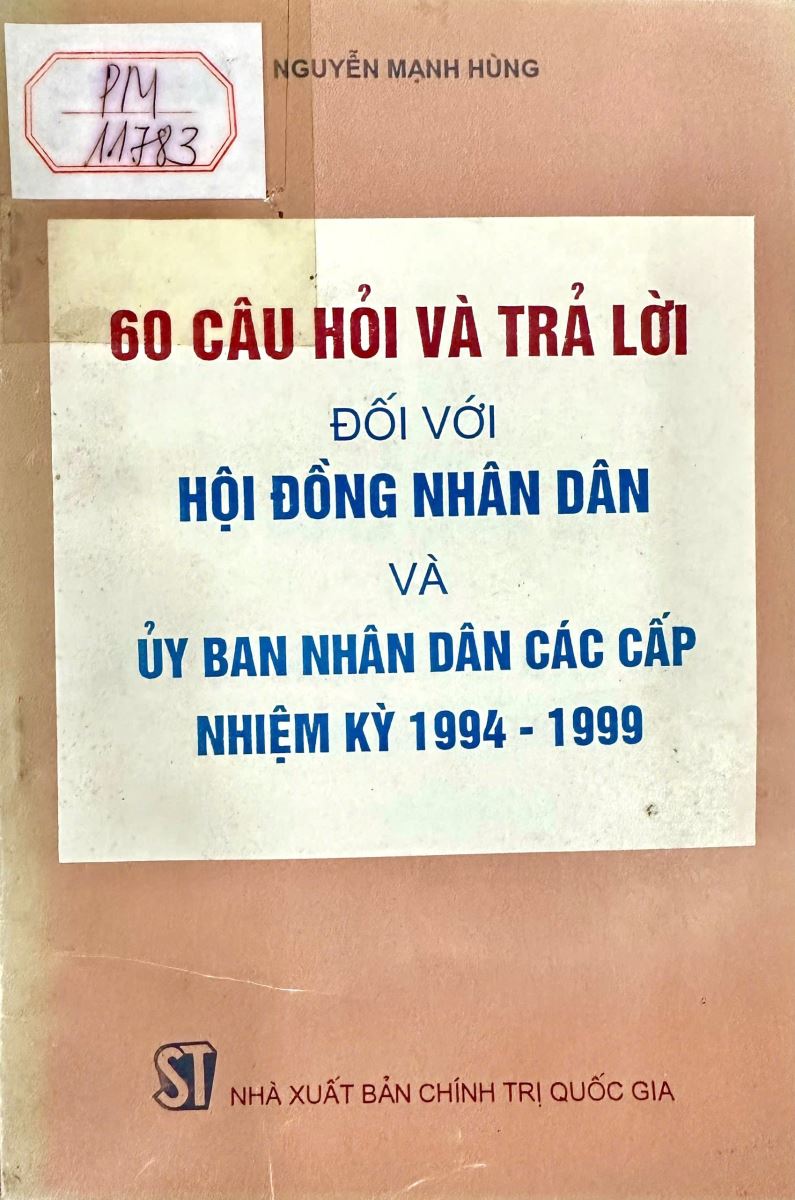 PM
11783
NGUYỄN MẠNH HÙNG
60 CÂU HỎI VÀ TRẢ LỜI
ĐỐI VỚI
HỘI ĐỒNG NHÂN DÂN
VÀ
ỦY BAN NHÂN DÂN CÁC CẤP
NHIỆM KỲ 1994 - 1999
ST
NHÀ XUẤT BẢN CHÍNH TRỊ QUỐC GIA